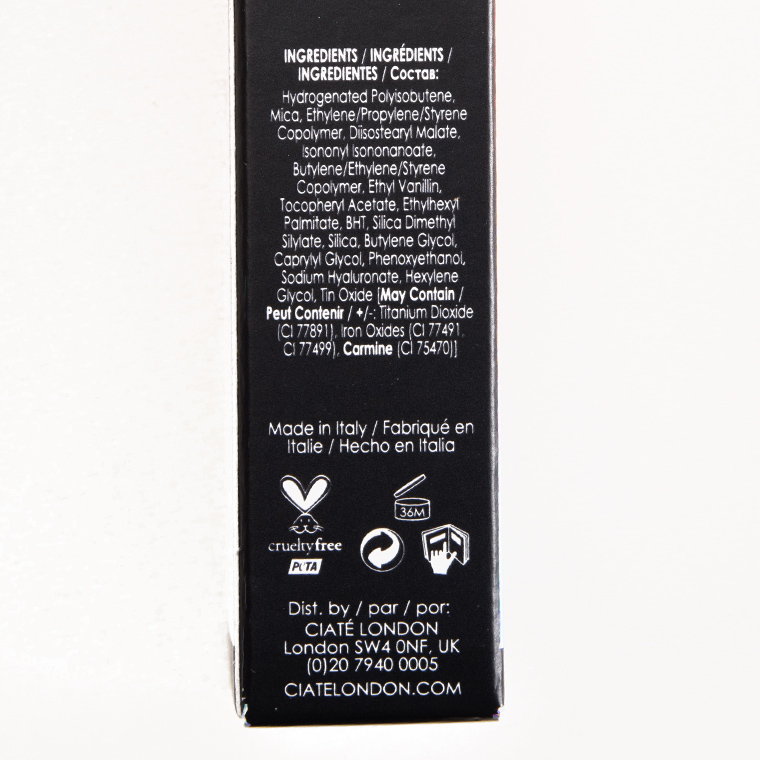 INGREDIENTS / INGRÉDIENTS /
INGREDIENTES / Состав:
Hydrogenated Polyisobutene,
Mica, Ethylene/Propylene/Styrene
Copolymer, Diisostearyl Malate,
Isononyl Isononanoate,
Butylene/Ethylene/Styrene
Copolymer, Ethyl Vanillin,
Tocopheryl Acetate, Ethylhexyl
Palmitate, BHT, Silica Dimethyl
Silylate, Silica, Butylene Glycol,
Caprylyl Glycol, Phenoxyethanol,
Sodium Hyaluronate, Hexylene
Glycol, Tin Oxide [May Contain /
Peut Contenir / +/-: Titanium Dioxide
(CI 77891), Iron Oxides (CI 77491,
CI 77499), Carmine (CI 75470)]
Made in Italy / Fabriqué en
Italie / Hecho en Italia
36M
crueltyfree
PETA
Dist. by / par / por:
CIATÉ LONDON
London SW4 0NF, UK
(0)20 7940 0005
CIATELONDON.COM